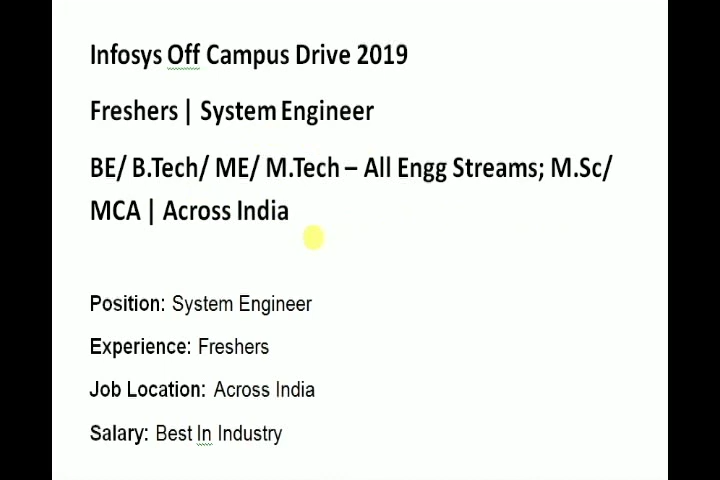 Infosys Off Campus Drive 2019
Freshers | System Engineer
BE/ B.Tech/ ME/ M.Tech – All Engg Streams; M.Sc/
MCA | Across India
Position: System Engineer
Experience: Freshers
Job Location: Across India
Salary: Best In Industry